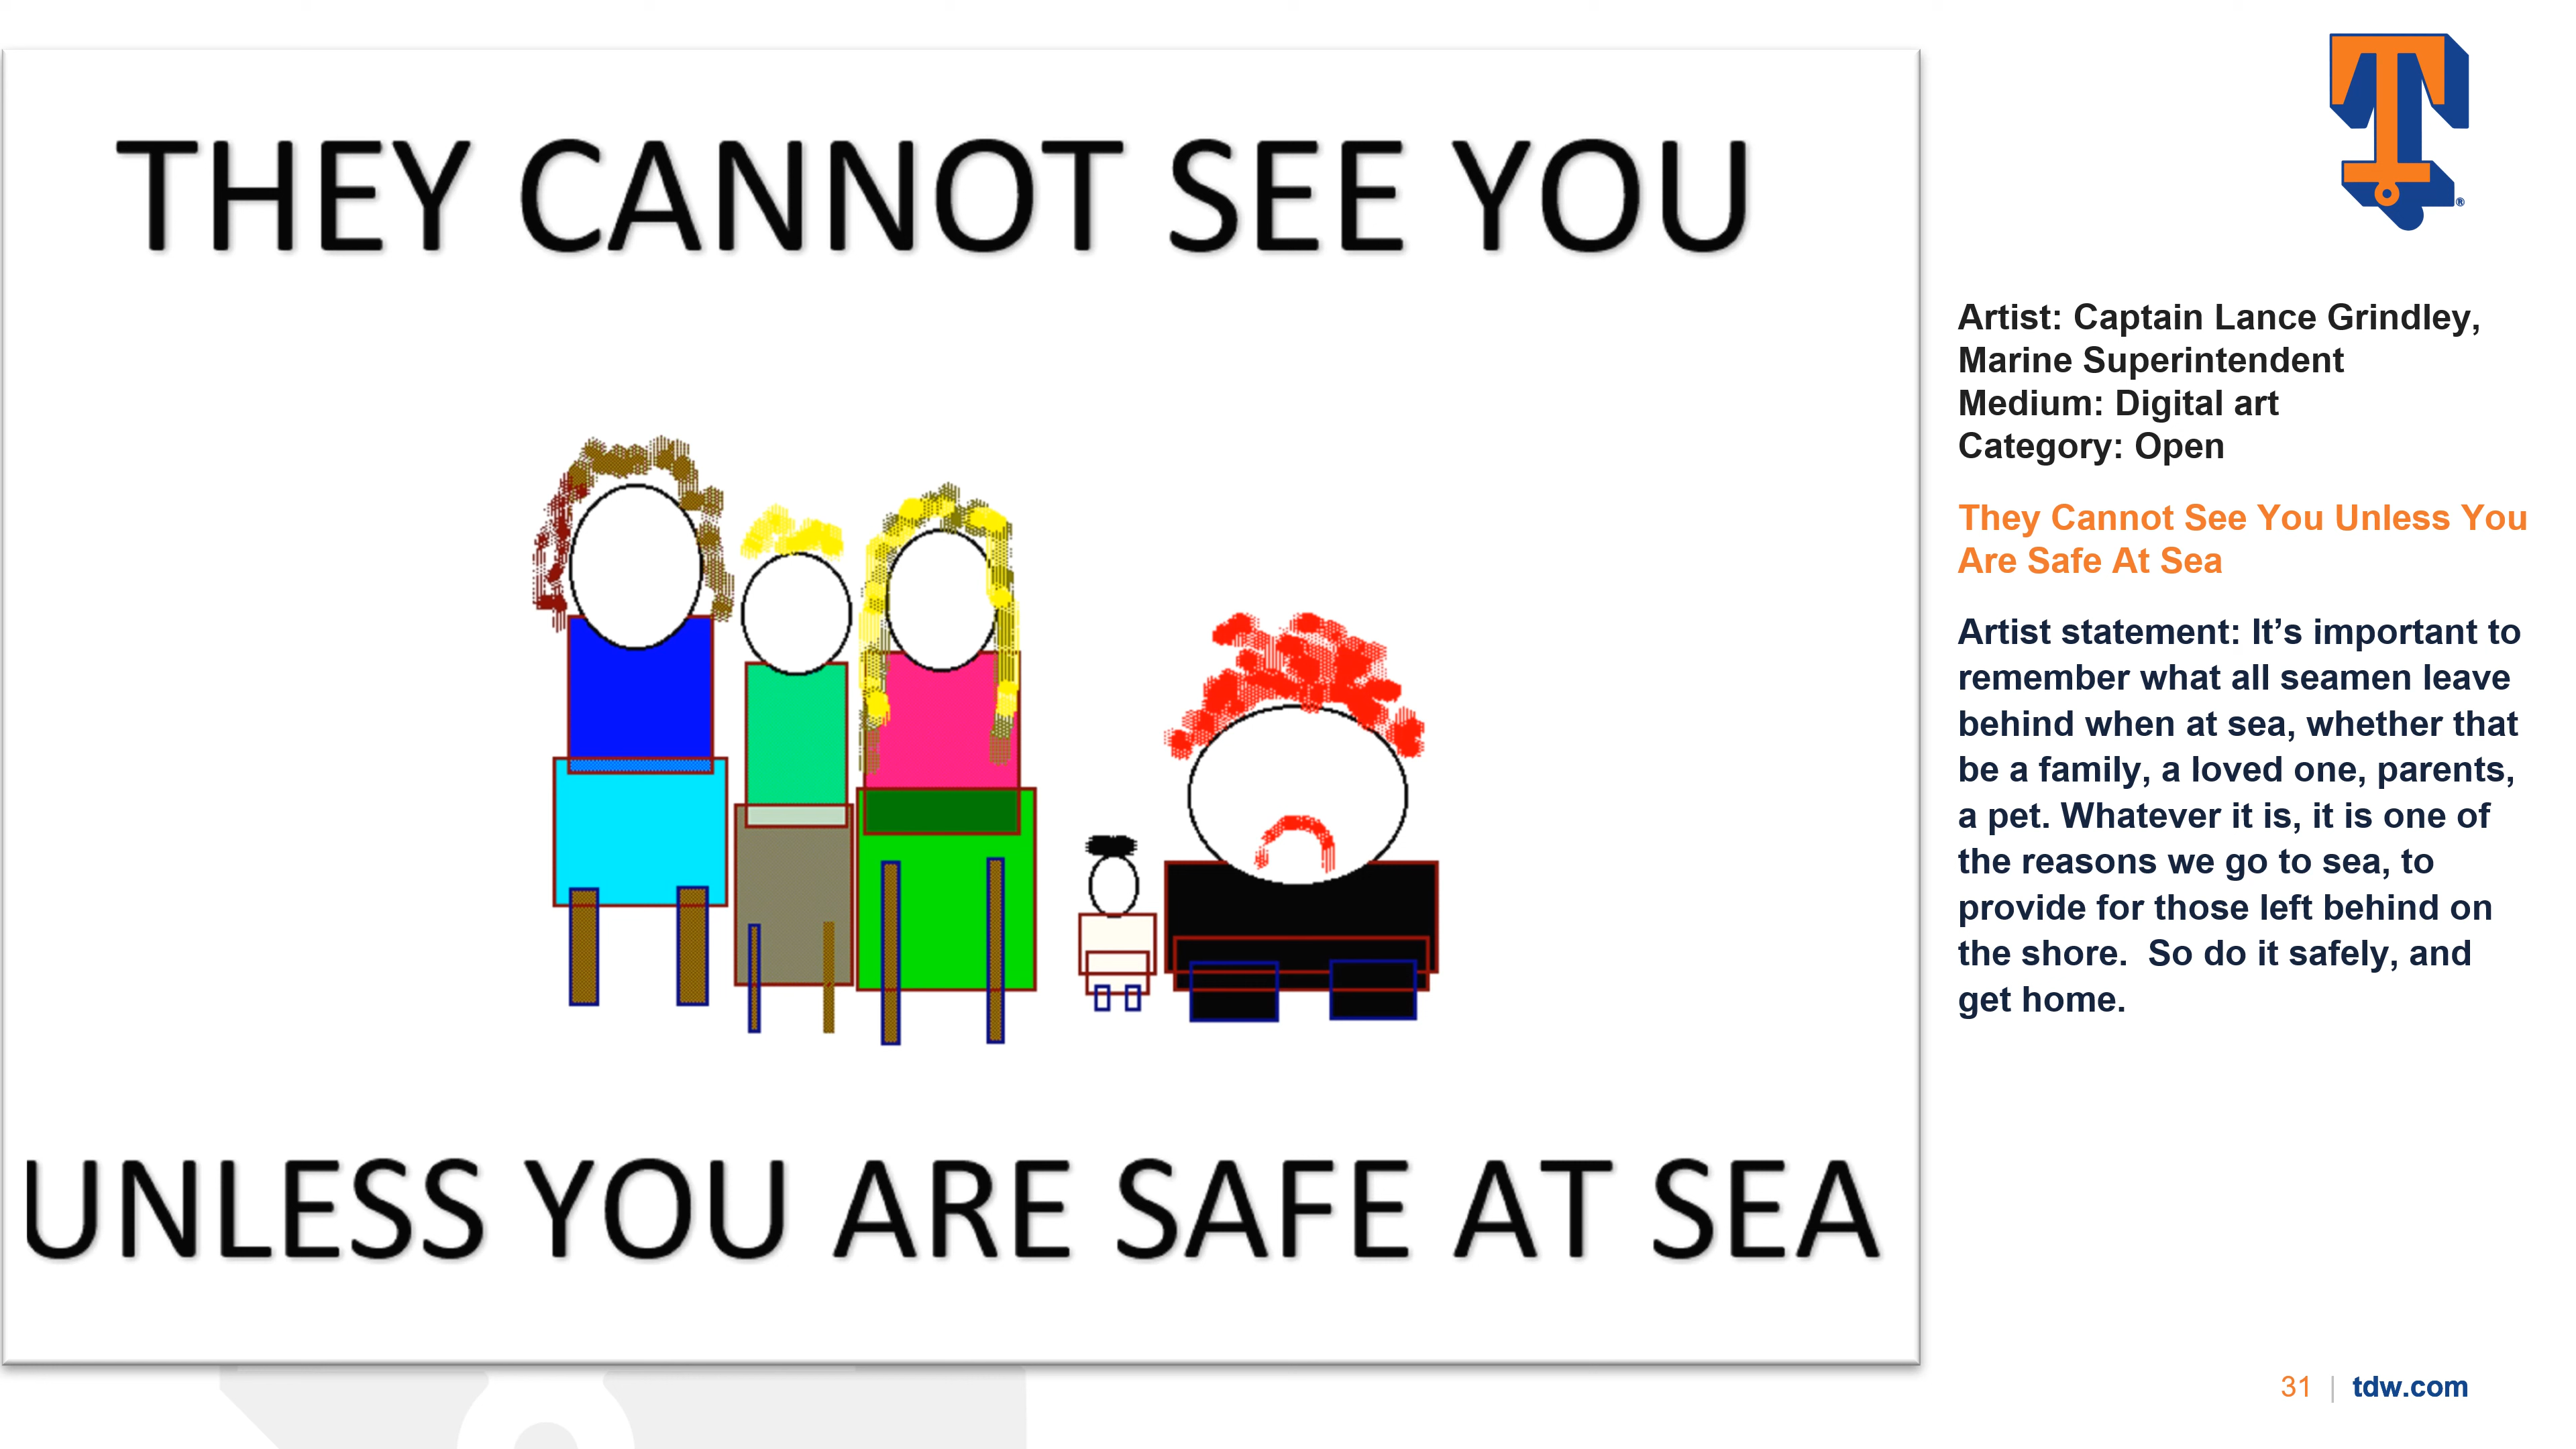 THEY CANNOT SEE YOU
UNLESS YOU ARE SAFE AT SEA
T
®
Artist: Captain Lance Grindley,
Marine Superintendent
Medium: Digital art
Category: Open
They Cannot See You Unless You
Are Safe At Sea
Artist statement: It’s important to
remember what all seamen leave
behind when at sea, whether that
be a family, a loved one, parents,
a pet. Whatever it is, it is one of
the reasons we go to sea, to
provide for those left behind on
the shore.  So do it safely, and
get home.
31 | tdw.com